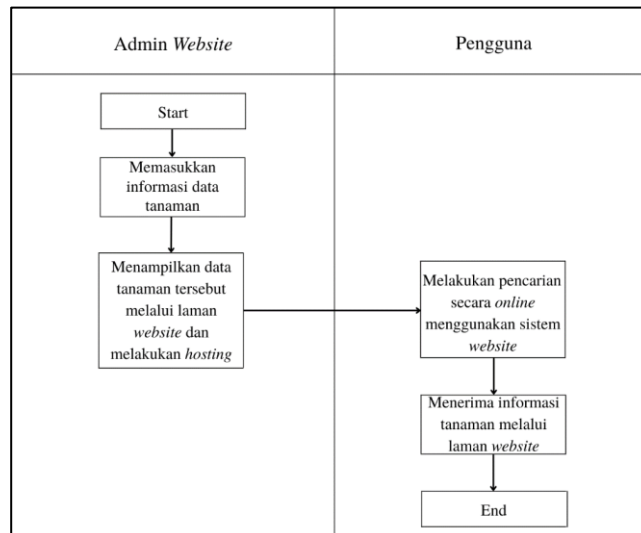 Admin Website
Pengguna
Start
Memasukkan
informasi data
tanaman
Menampilkan data
tanaman tersebut
melalui laman
website dan
melakukan hosting
Melakukan pencarian
secara online
menggunakan sistem
website
Menerima informasi
tanaman melalui
laman website
End